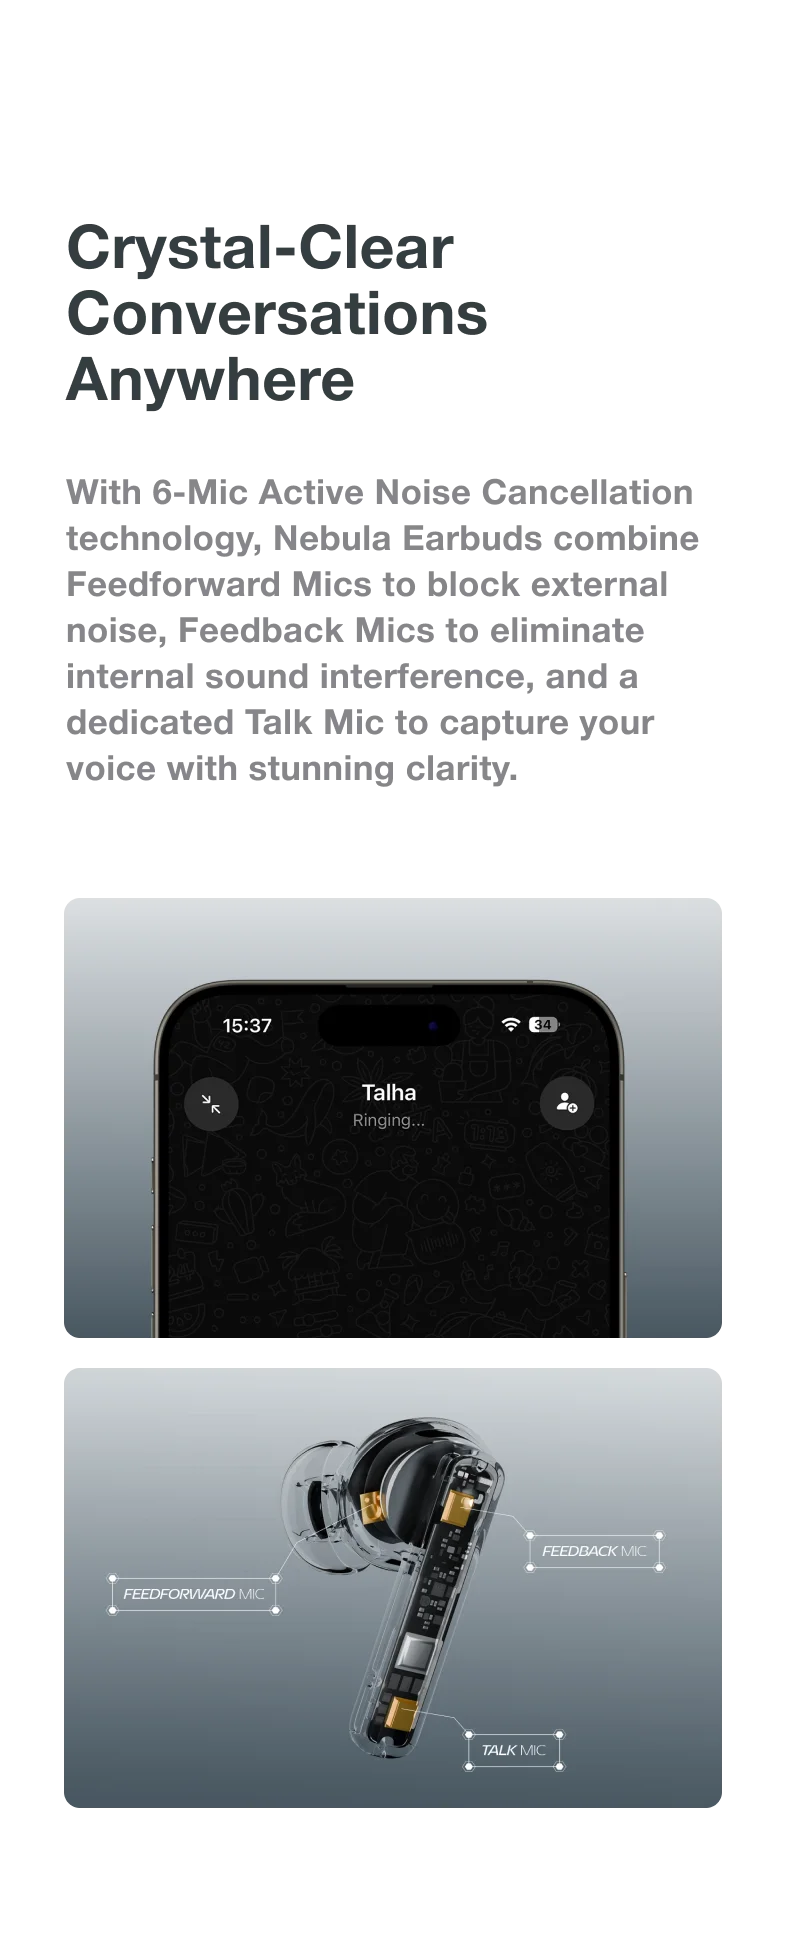 Crystal-Clear
Conversations
Anywhere
With 6-Mic Active Noise Cancellation
technology, Nebula Earbuds combine
Feedforward Mics to block external
noise, Feedback Mics to eliminate
internal sound interference, and a
dedicated Talk Mic to capture your
voice with stunning clarity.
15:37
34
Talha
Ringing...
FEEDBACK MIC
FEEDFORWARD MIC
TALK MIC